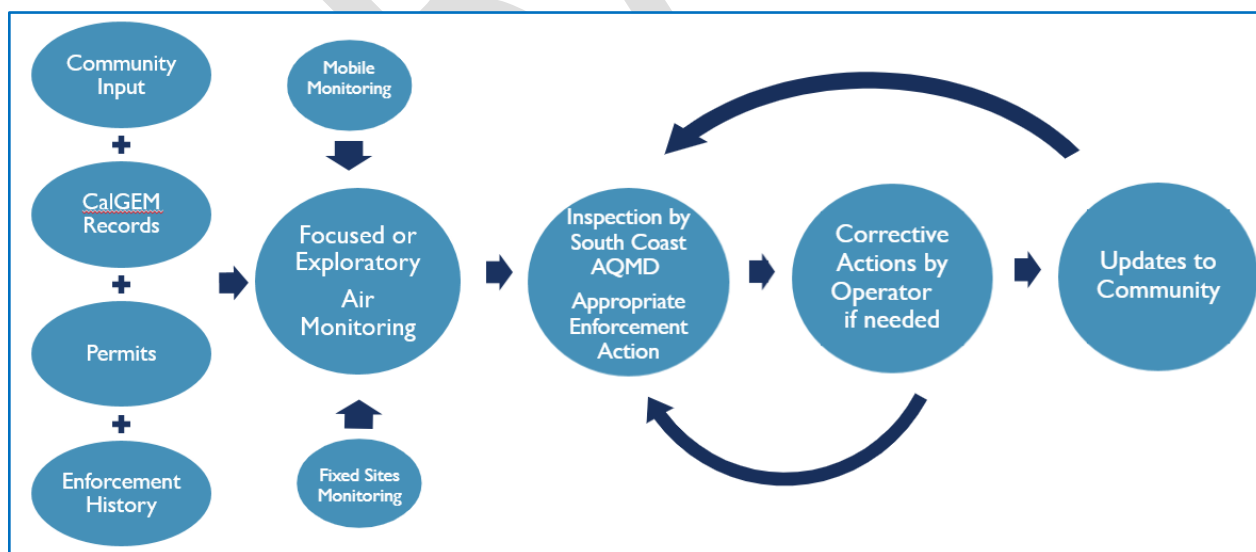 Community
Input
+
CalGEM
Records
+
Permits
+
Enforcement
History
Mobile
Monitoring
Focused or
Exploratory
Air
Monitoring
Fixed Sites
Monitoring
Inspection by
South Coast
AQMD
Appropriate
Enforcement
Action
Corrective
Actions by
Operator
if needed
Updates to
Community